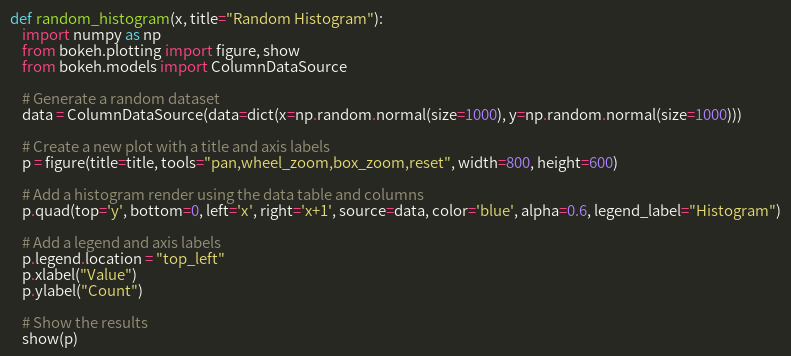 def random_histogram(x, title="Random Histogram"):
import numpy as np
from bokeh.plotting import figure, show
from bokeh.models import ColumnDataSource
# Generate a random dataset
data = ColumnDataSource(data=dict(x=np.random.normal(size=1000), y=np.random.normal(size=1000)))
# Create a new plot with a title and axis labels
p = figure(title=title, tools="pan,wheel_zoom,box_zoom,reset", width=800, height=600)
# Add a histogram render using the data table and columns
p.quad(top='y', bottom=0, left='x', right='x+1', source=data, color='blue', alpha=0.6, legend_label="Histogram")
# Add a legend and axis labels
p.legend.location = "top_left"
p.xlabel("Value")
p.ylabel("Count")
# Show the results
show(p)